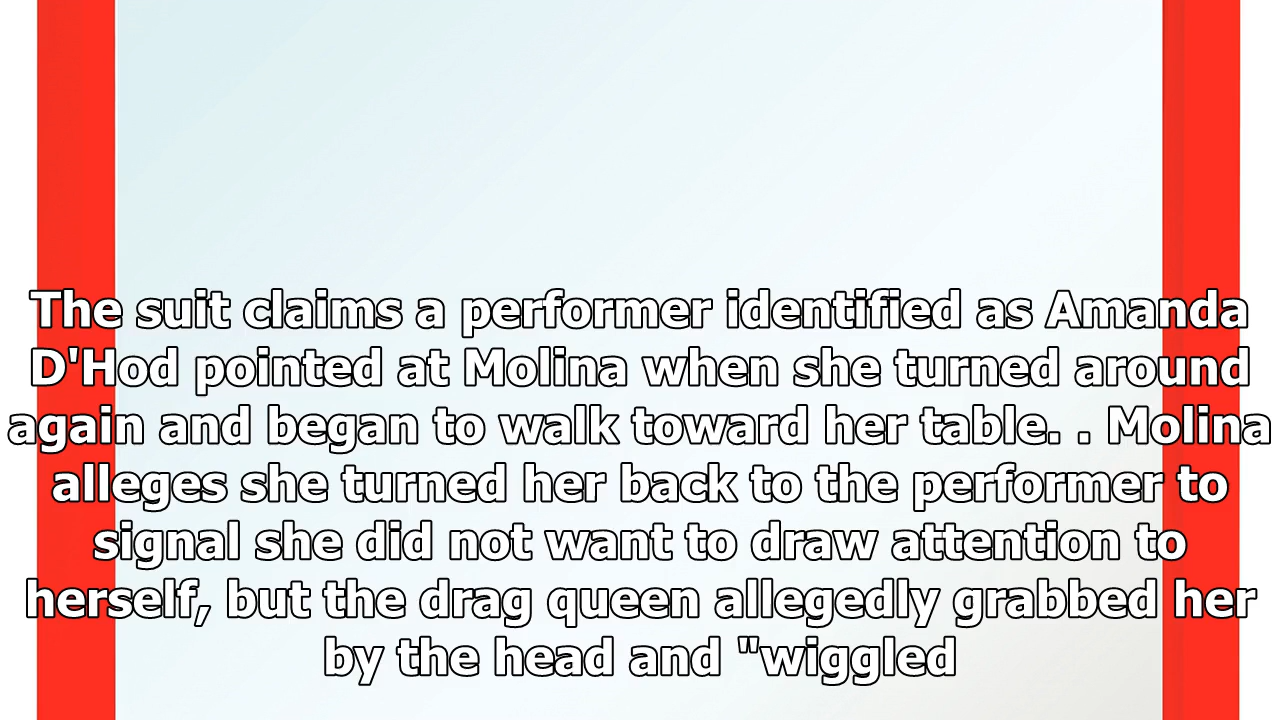 The suit claims a performer identified as Amanda
D'Hod pointed at Molina when she turned around
again and began to walk toward her table. . Molina
alleges she turned her back to the performer to
signal she did not want to draw attention to
herself, but the drag queen allegedly grabbed her
by the head and "wiggled